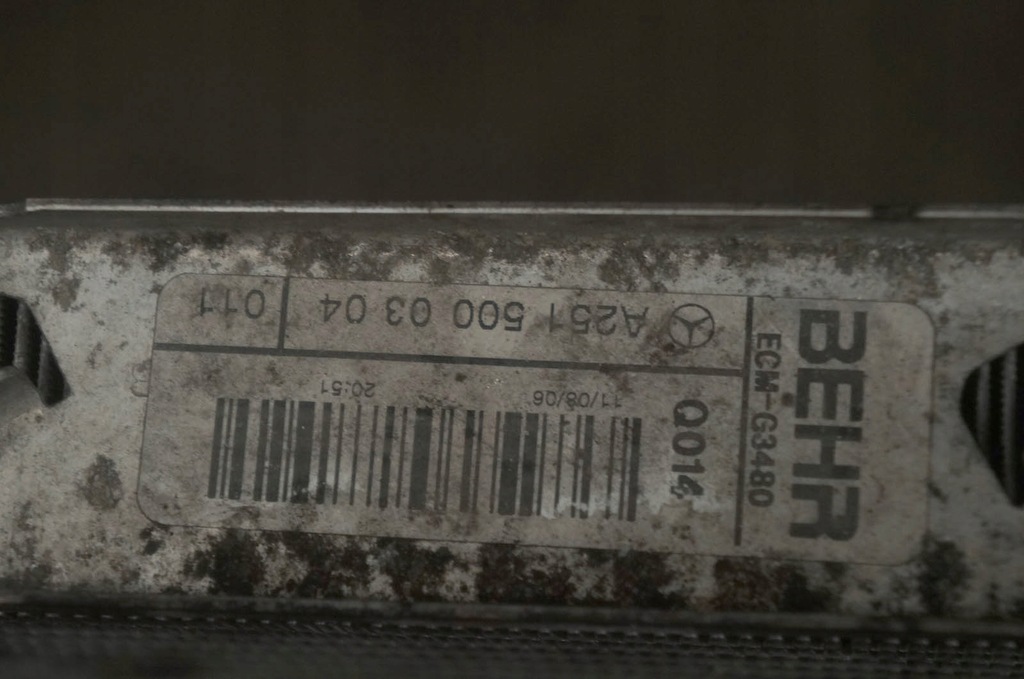 BEHR
ECM-G3480
A251 500 03 04
011
Q014
11/08/06
20:51